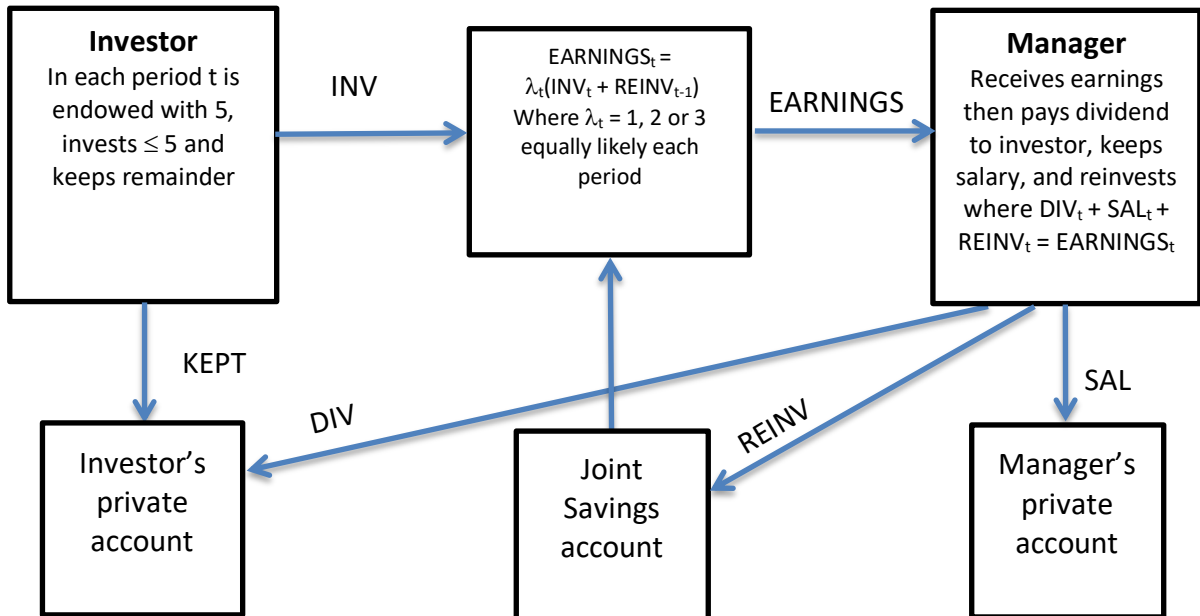 Investor
In each period t is
endowed with 5,
invests ≤ 5 and
keeps remainder
INV
EARNINGSₜ =
λₜ(INVₜ + REINVₜ₋₁)
Where λₜ = 1, 2 or 3
equally likely each
period
EARNINGS
Manager
Receives earnings
then pays dividend
to investor, keeps
salary, and reinvests
where DIVₜ + SALₜ +
REINVₜ = EARNINGSₜ
KEPT
DIV
REINV
SAL
Investor’s
private
account
Joint
Savings
account
Manager’s
private
account